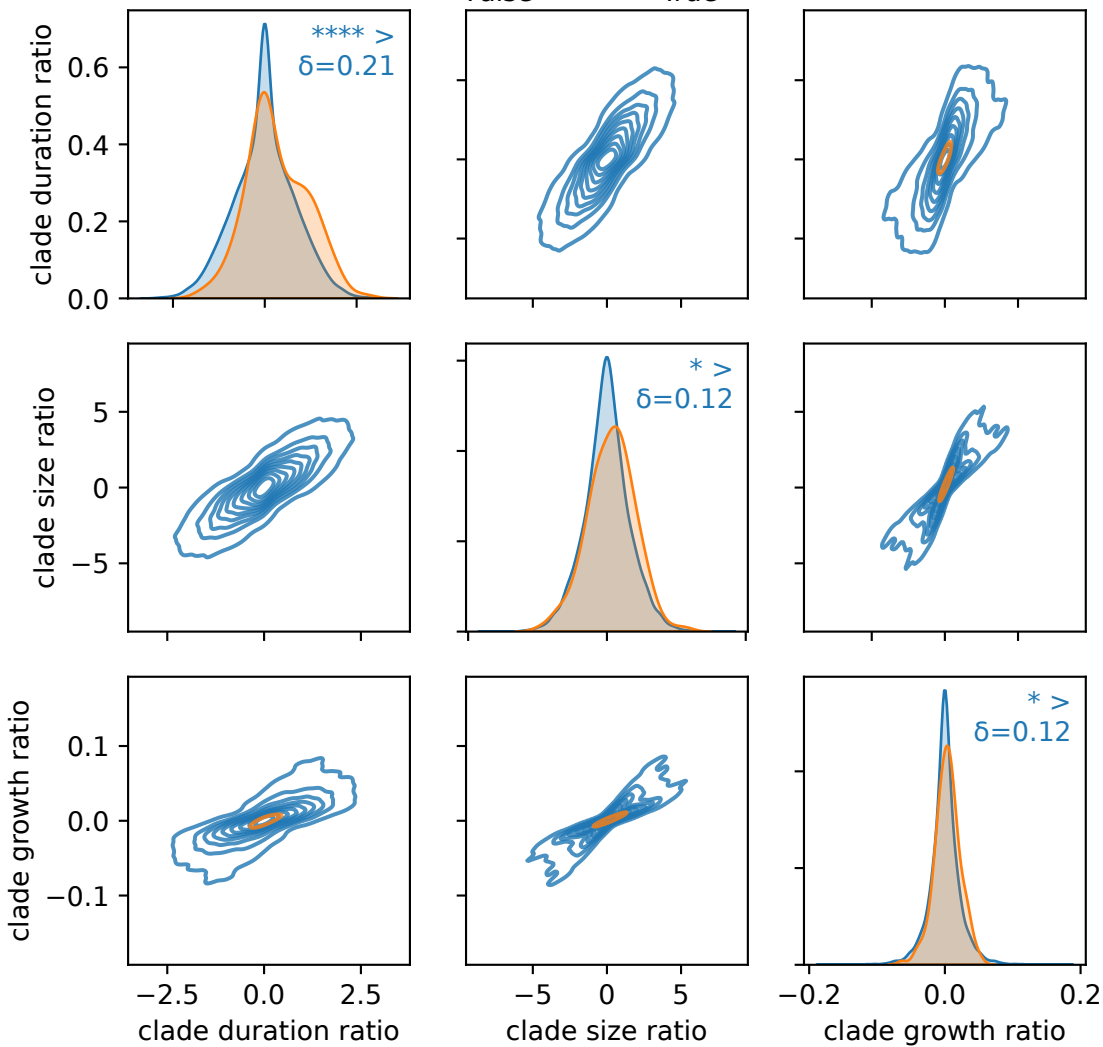 **** >
δ=0.21
clade duration ratio
0.6
0.4
0.2
0.0
* >
δ=0.12
clade size ratio
5
0
−5
* >
δ=0.12
clade growth ratio
0.1
0.0
−0.1
−2.5 0.0 2.5 −5 0 5 −0.2 0.0 0.2
clade duration ratio clade size ratio clade growth ratio